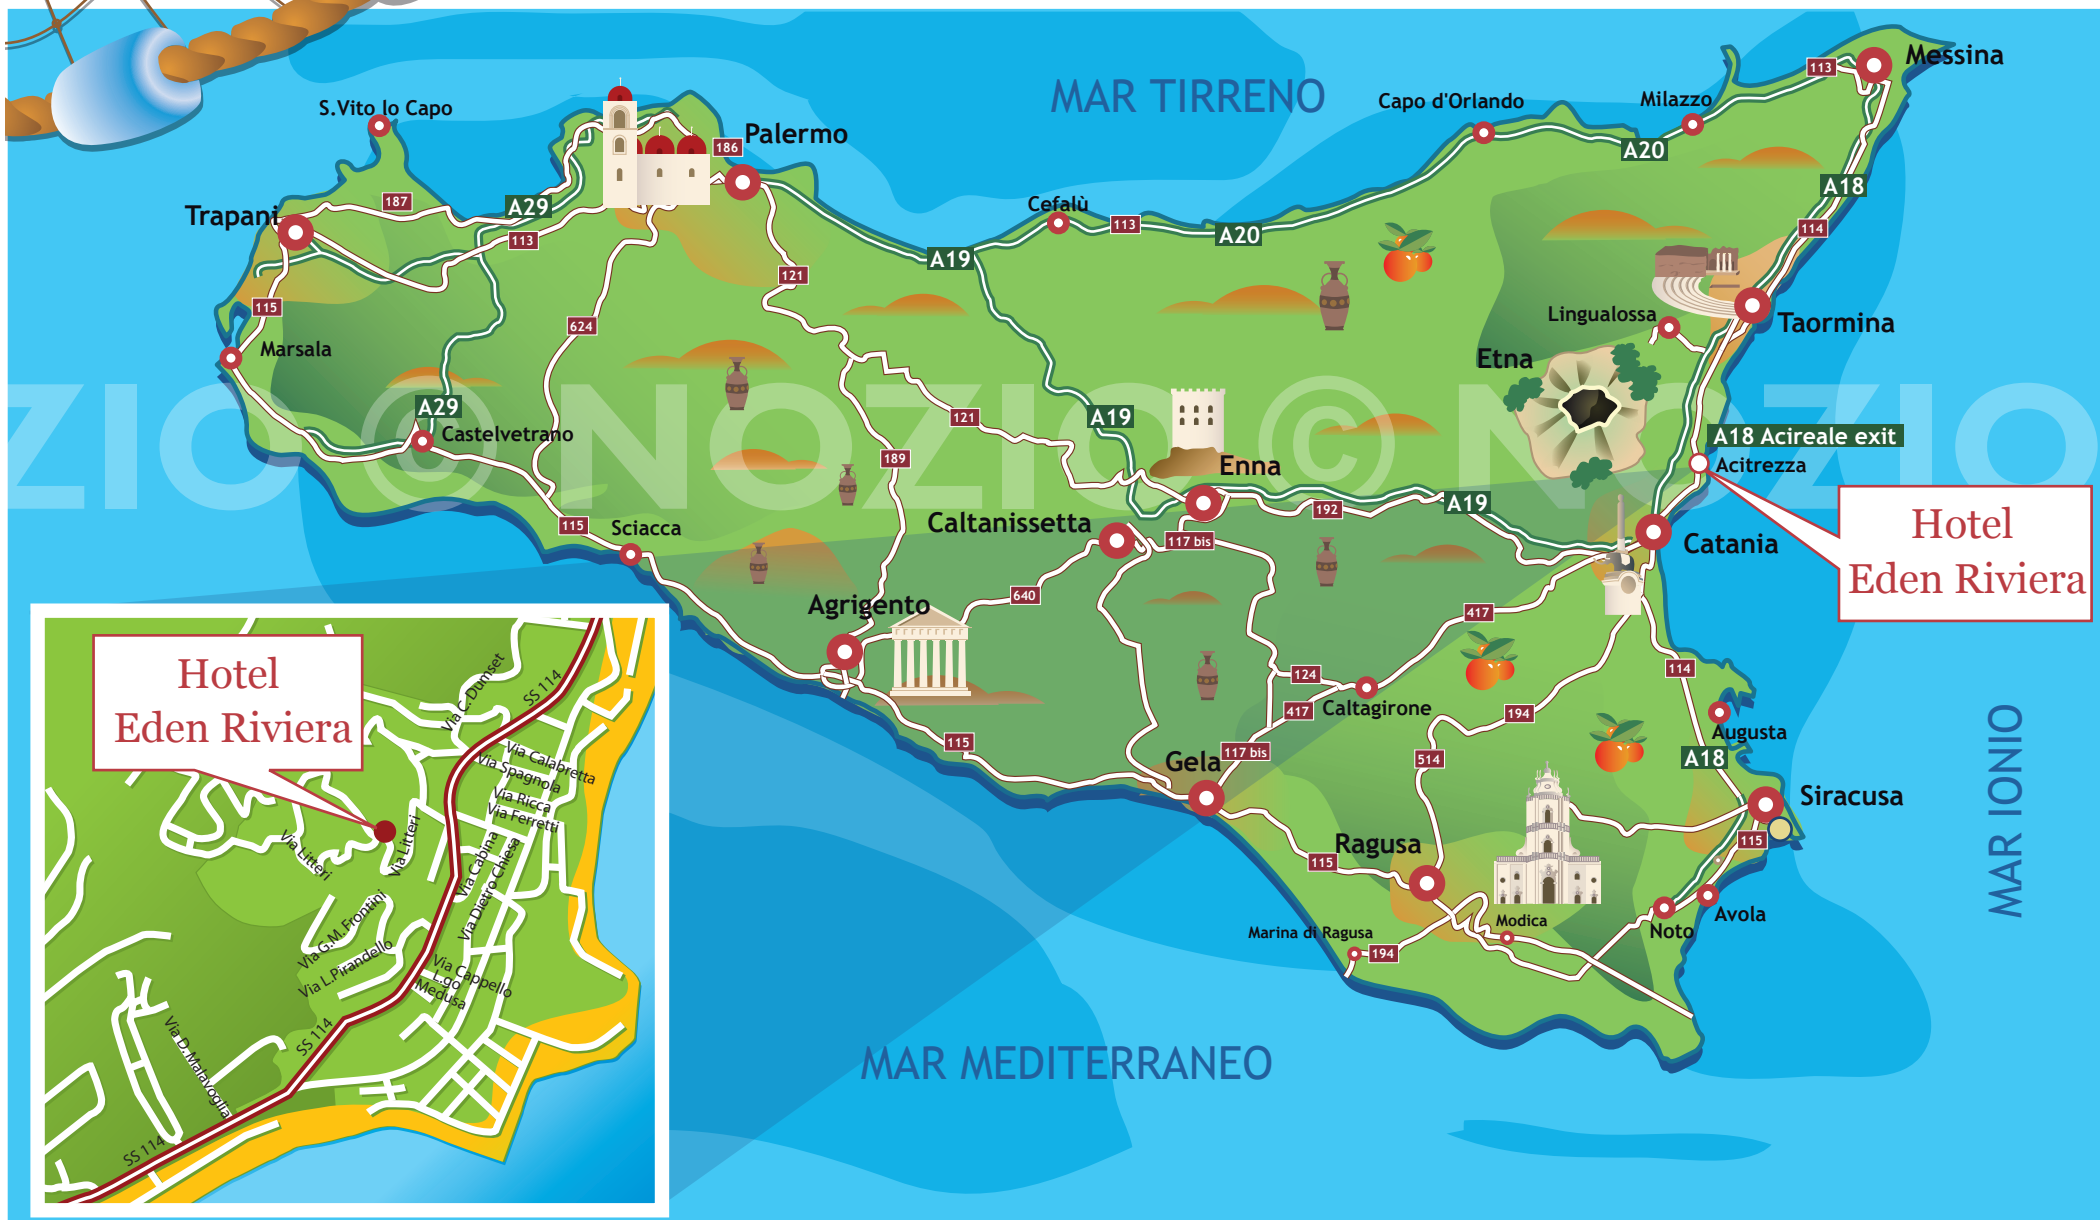 MAR TIRRENO
Messina
113
Milazzo
Capo d'Orlando
A20
S.Vito lo Capo
Palermo
186
A18
187
A29
Trapani
113
Cefalù
113
A20
114
A19
121
115
624
Lingualossa
Taormina
Marsala
Etna
A29
A19
121
Castelvetrano
ZIO © NOZIO © NOZIO
A18 Acireale exit
Acitrezza
189
Enna
Hotel
Eden Riviera
Sciacca
115
Caltanissetta
192
A19
117 bis
Catania
Agrigento
640
417
124
114
417
Caltagirone
194
Augusta
115
117 bis
514
A18
Gela
Siracusa
MAR IONIO
115
Ragusa
115
Avola
Noto
Modica
Marina di Ragusa
194
MAR MEDITERRANEO
Hotel
Eden Riviera
Via C. Dumset
SS 114
Via Calabretta
Via Spagnola
Via Ricca
Via Ferretti
Via Litteri
Via Litteri
Via Cabina
Via Dietro Chiesa
Via G.M. Frontini
Via L.Pirandello
Via Cappello
L.go
Medusa
SS 114
Via D. Malavoglia
SS 114